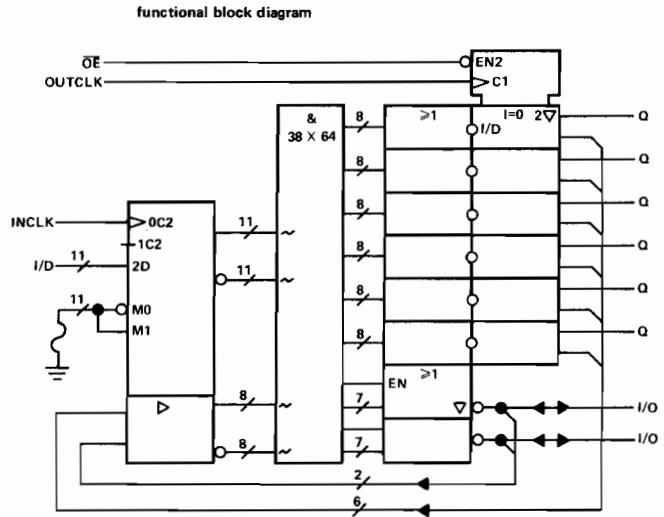 functional block diagram
OE
EN2
OUTCLK
C1
&
38 X 64
8
≥1
I/D
I=0
2▽
Q
8
Q
8
Q
INCLK
0C2
1C2
11
~
8
Q
I/D
11
2D
11
~
8
Q
11
M0
M1
8
Q
EN
≥1
▷
8
~
7
▽
I/O
8
~
7
I/O
2
6